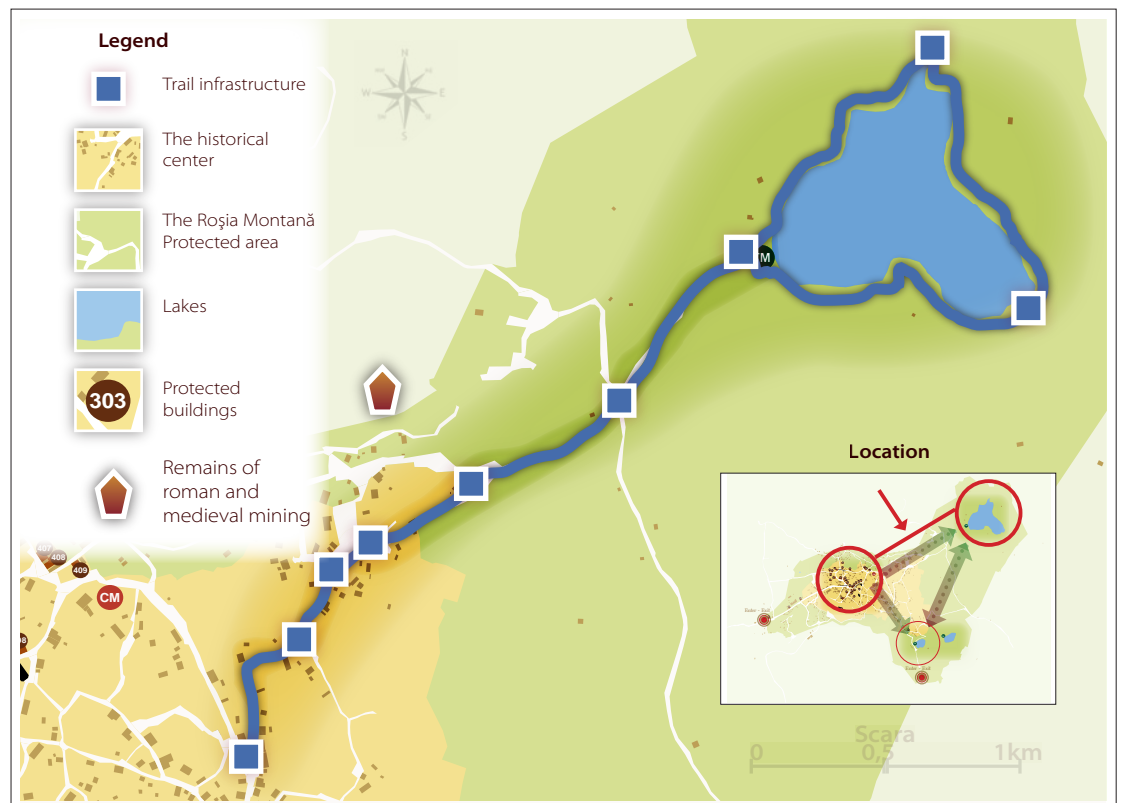 Legend
Trail infrastructure
The historical
center
The Roşia Montană
Protected area
Lakes
303
Protected
buildings
Remains of
roman and
medieval mining
N
W
E
S
407
408
409
CM
Location
Scara
0
0,5
1km